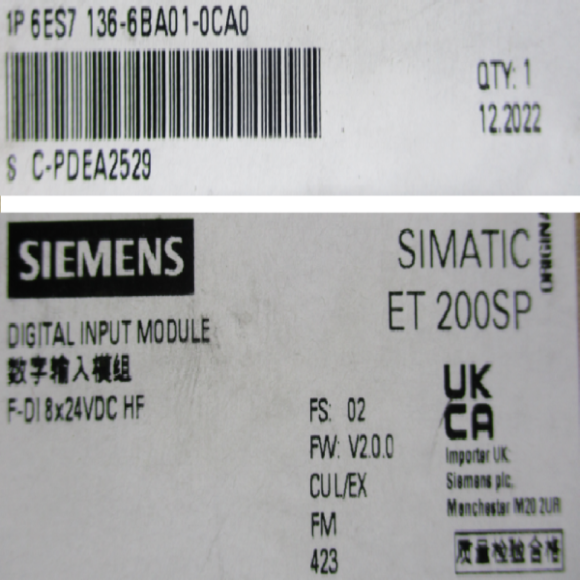 1P 6ES7 136-6BA01-0CA0
QTY: 1
12.2022
S C-PDEA2529
SIEMENS
SIMATIC
ET 200SP
DIGITAL INPUT MODULE
数字输入模组
F-DI 8x24VDC HF
FS: 02
FW: V2.0.0
CUL/EX
FM
423
UK
CA
Importer UK:
Siemens plc,
Manchester M20 2UR
质量检验合格